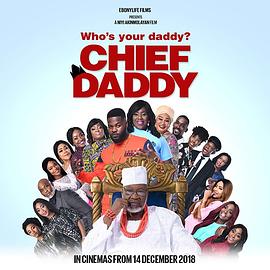 EBONYLIFE FILMS
PRESENTS
A NIYI AKINMOLAYAN FILM
Who's your daddy?
CHIEF
DADDY
IN CINEMAS FROM 14 DECEMBER 2018